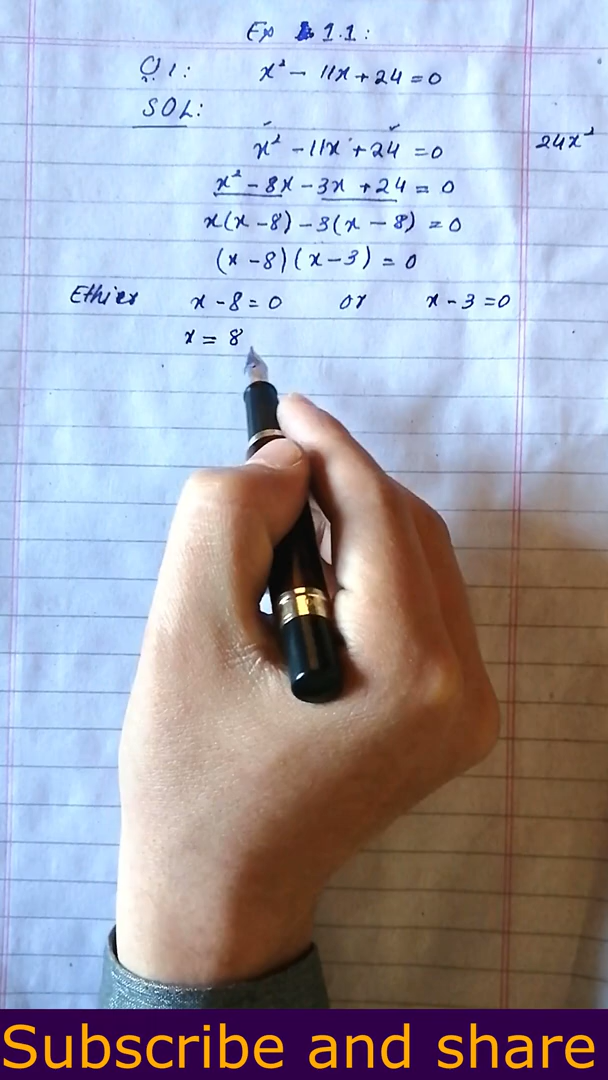 Ex 1.1:
Q1: x² - 11x + 24 = 0
SOL:
x² - 11x + 24 = 0 24x²
x² - 8x - 3x + 24 = 0
x(x - 8) - 3(x - 8) = 0
(x - 8)(x - 3) = 0
Ethier x - 8 = 0 or x - 3 = 0
x = 8
Subscribe and share